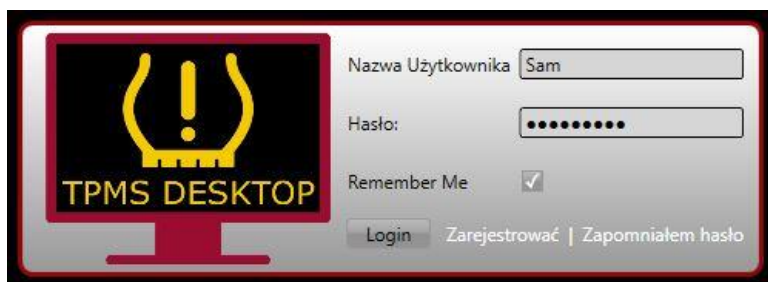 Nazwa Użytkownika Sam
Hasło: ●●●●●●●●●
Remember Me
TPMS DESKTOP
Login Zarejestrować | Zapomniałem hasło